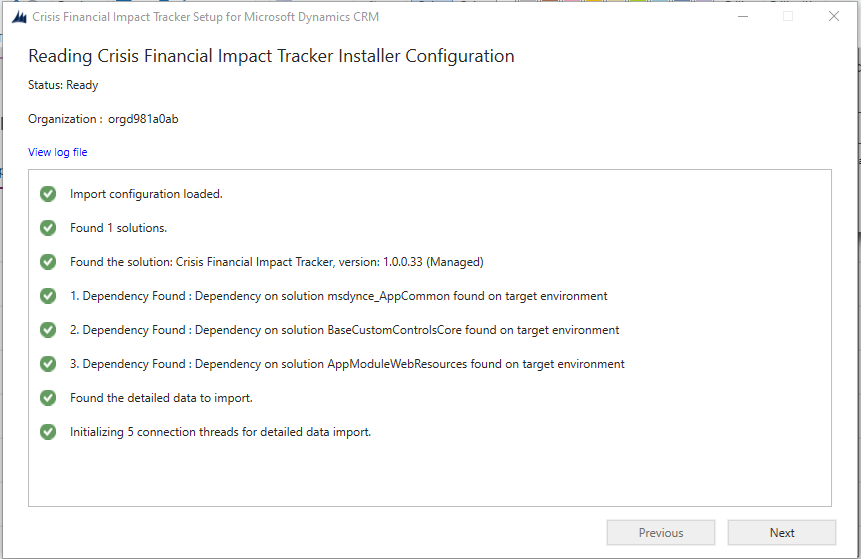 Crisis Financial Impact Tracker Setup for Microsoft Dynamics CRM
Reading Crisis Financial Impact Tracker Installer Configuration
Status: Ready
Organization : orgd981a0ab
View log file
Import configuration loaded.
Found 1 solutions.
Found the solution: Crisis Financial Impact Tracker, version: 1.0.0.33 (Managed)
1. Dependency Found : Dependency on solution msdynce_AppCommon found on target environment
2. Dependency Found : Dependency on solution BaseCustomControlsCore found on target environment
3. Dependency Found : Dependency on solution AppModuleWebResources found on target environment
Found the detailed data to import.
Initializing 5 connection threads for detailed data import.
Previous
Next